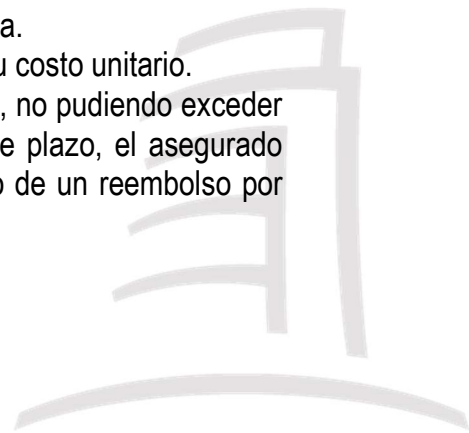 a.
u costo unitario.
, no pudiendo exceder
e plazo, el asegurado
o de un reembolso por